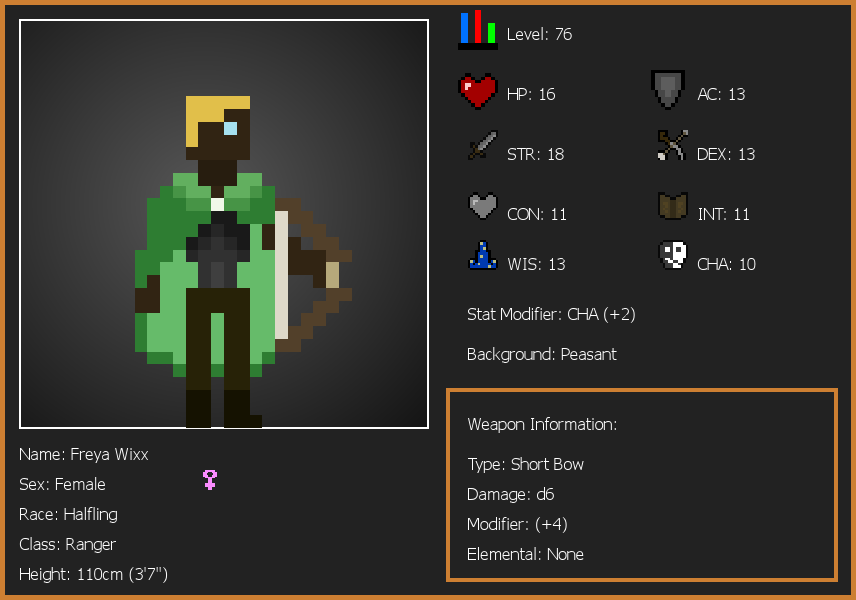 Level: 76
HP: 16
AC: 13
STR: 18
DEX: 13
CON: 11
INT: 11
WIS: 13
CHA: 10
Stat Modifier: CHA (+2)
Background: Peasant
Name: Freya Wixx
Sex: Female
Race: Halfling
Class: Ranger
Height: 110cm (3'7")
Weapon Information:
Type: Short Bow
Damage: d6
Modifier: (+4)
Elemental: None